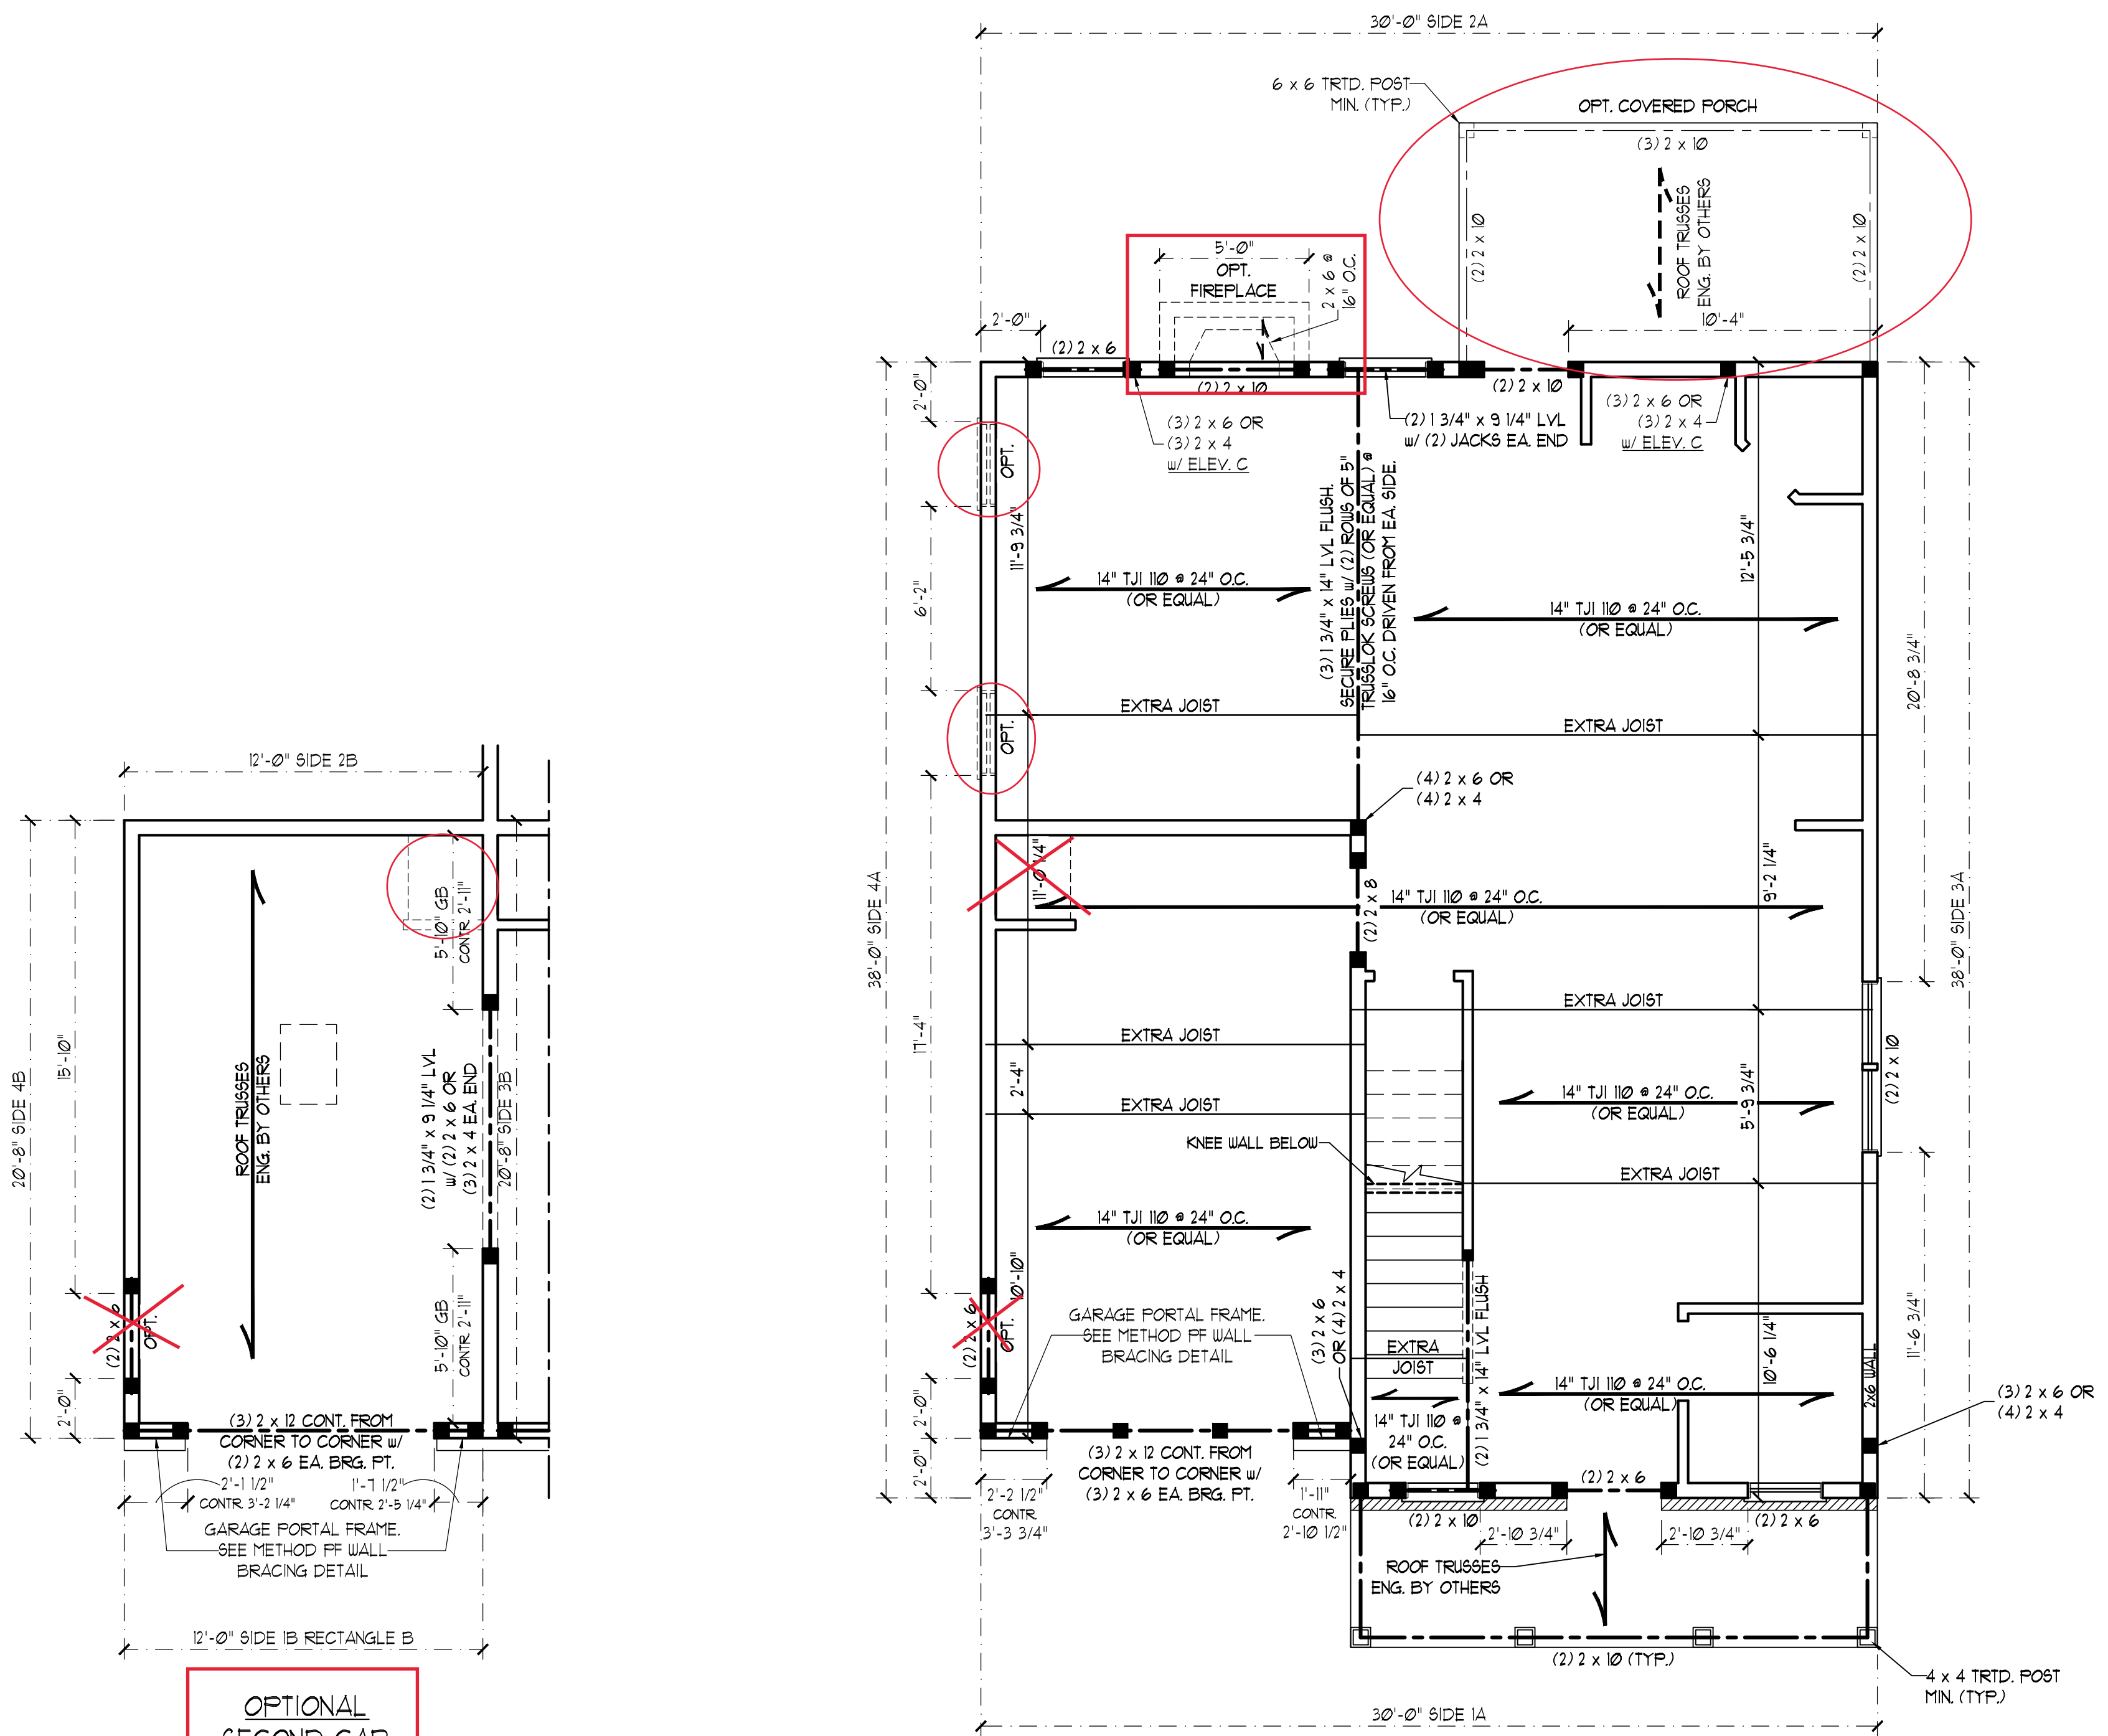 30'-0" SIDE 2A
6 x 6 TRTD. POST
MIN. (TYP.)
OPT. COVERED PORCH
(3) 2 x 10
(2) 2 x 10
ROOF TRUSSES
ENG. BY OTHERS
(2) 2 x 10
10'-4"
5'-0"
OPT.
FIREPLACE
2 x 6 @
16" O.C.
2'-0"
(2) 2 x 6
(2) 2 x 10
(2) 2 x 10
2'-0"
(3) 2 x 6 OR
(3) 2 x 4
w/ ELEV. C
(2) 1 3/4" x 9 1/4" LVL
w/ (2) JACKS EA. END
(3) 2 x 6 OR
(3) 2 x 4
w/ ELEV. C
OPT.
11'-9 3/4"
(3) 1 3/4" x 14" LVL FLUSH.
SECURE PLIES w/ (2) ROWS OF 5"
TRUSSLOK SCREWS (OR EQUAL) @
16" O.C. DRIVEN FROM EA. SIDE.
12'-5 3/4"
6'-2"
14" TJI 110 @ 24" O.C.
(OR EQUAL)
14" TJI 110 @ 24" O.C.
(OR EQUAL)
20'-8 3/4"
EXTRA JOIST
OPT.
EXTRA JOIST
(4) 2 x 6 OR
(4) 2 x 4
38'-0" SIDE 4A
11'-0 1/4"
(2) 2 x 8
14" TJI 110 @ 24" O.C.
(OR EQUAL)
9'-2 1/4"
38'-0" SIDE 3A
17'-4"
EXTRA JOIST
EXTRA JOIST
2'-4"
EXTRA JOIST
14" TJI 110 @ 24" O.C.
(OR EQUAL)
5'-9 3/4"
(2) 2 x 10
KNEE WALL BELOW
EXTRA JOIST
14" TJI 110 @ 24" O.C.
(OR EQUAL)
10'-10"
(2) 2 x 6
OPT.
GARAGE PORTAL FRAME.
SEE METHOD PF WALL
BRACING DETAIL
(3) 2 x 6
OR (4) 2 x 4
EXTRA
JOIST
(2) 1 3/4" x 14" LVL FLUSH
14" TJI 110 @
24" O.C.
(OR EQUAL)
14" TJI 110 @ 24" O.C.
(OR EQUAL)
10'-6 1/4"
2x6 WALL
11'-6 3/4"
(3) 2 x 6 OR
(4) 2 x 4
2'-0"
2'-0"
(3) 2 x 12 CONT. FROM
CORNER TO CORNER w/
(3) 2 x 6 EA. BRG. PT.
2'-2 1/2"
CONTR.
3'-3 3/4"
1'-11"
CONTR.
2'-10 1/2"
(2) 2 x 6
(2) 2 x 10
2'-10 3/4"
2'-10 3/4"
(2) 2 x 6
ROOF TRUSSES
ENG. BY OTHERS
(2) 2 x 10 (TYP.)
4 x 4 TRTD. POST
MIN. (TYP.)
30'-0" SIDE 1A
12'-0" SIDE 2B
20'-8" SIDE 4B
15'-10"
5'-10" GB
CONTR. 2'-11"
ROOF TRUSSES
ENG. BY OTHERS
(2) 1 3/4" x 9 1/4" LVL
w/ (2) 2 x 6 OR
(3) 2 x 4 EA. END
20'-8" SIDE 3B
(2) 2 x 6
OPT.
5'-10" GB
CONTR. 2'-11"
2'-0"
(3) 2 x 12 CONT. FROM
CORNER TO CORNER w/
(2) 2 x 6 EA. BRG. PT.
2'-1 1/2"
CONTR. 3'-2 1/4"
1'-7 1/2"
CONTR. 2'-5 1/4"
GARAGE PORTAL FRAME.
SEE METHOD PF WALL
BRACING DETAIL
12'-0" SIDE 1B RECTANGLE B
OPTIONAL
SECOND CAR